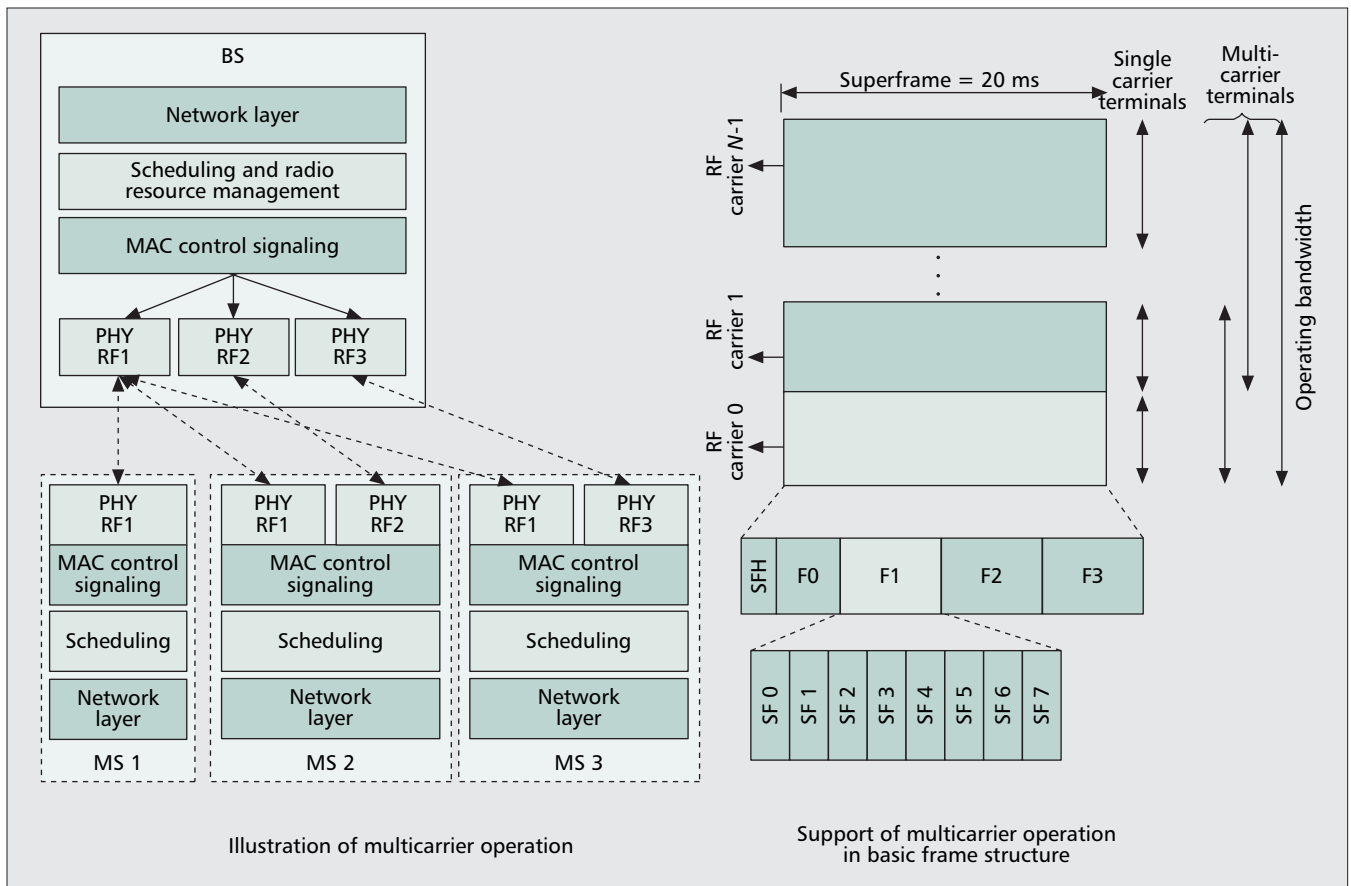 BS
Network layer
Scheduling and radio
resource management
MAC control signaling
PHY
RF1
PHY
RF2
PHY
RF3
PHY
RF1
MAC control
signaling
Scheduling
Network
layer
MS 1
PHY
RF1
PHY
RF2
MAC control
signaling
Scheduling
Network
layer
MS 2
PHY
RF1
PHY
RF3
MAC control
signaling
Scheduling
Network
layer
MS 3
Illustration of multicarrier operation
Superframe = 20 ms
Single
carrier
terminals
Multi-
carrier
terminals
RF
carrier N-1
RF
carrier 1
RF
carrier 0
Operating bandwidth
SFH
F0
F1
F2
F3
SF 0
SF 1
SF 2
SF 3
SF 4
SF 5
SF 6
SF 7
Support of multicarrier operation
in basic frame structure